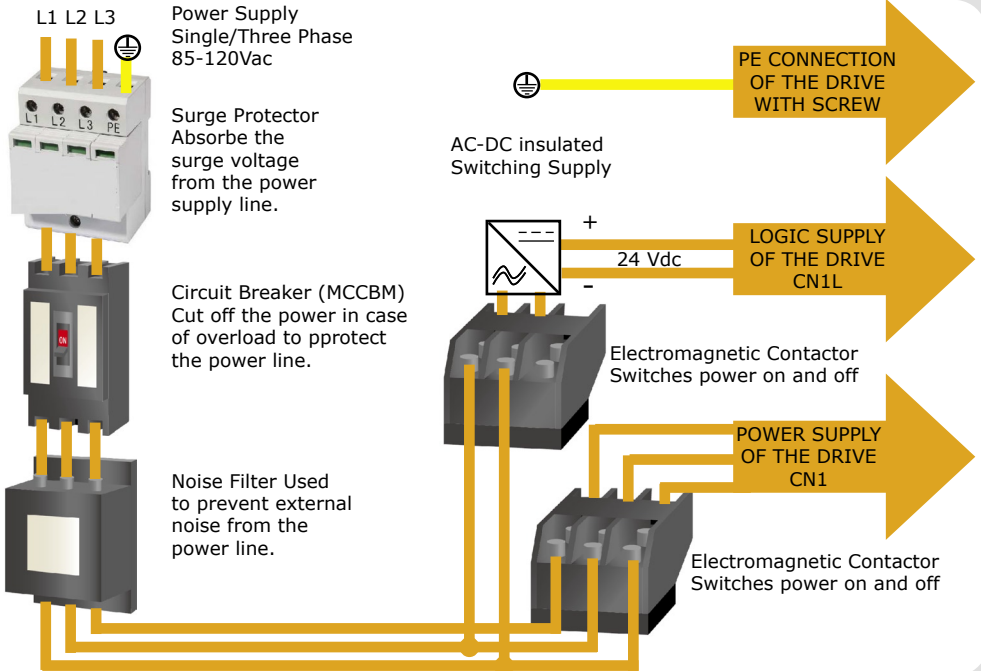 L1 L2 L3
Power Supply
Single/Three Phase
85-120Vac
L1 L2 L3 PE
Surge Protector
Absorbe the
surge voltage
from the power
supply line.
ON
Circuit Breaker (MCCBM)
Cut off the power in case
of overload to pprotect
the power line.
Noise Filter Used
to prevent external
noise from the
power line.
PE CONNECTION
OF THE DRIVE
WITH SCREW
AC-DC insulated
Switching Supply
+
24 Vdc
-
LOGIC SUPPLY
OF THE DRIVE
CN1L
Electromagnetic Contactor
Switches power on and off
POWER SUPPLY
OF THE DRIVE
CN1
Electromagnetic Contactor
Switches power on and off